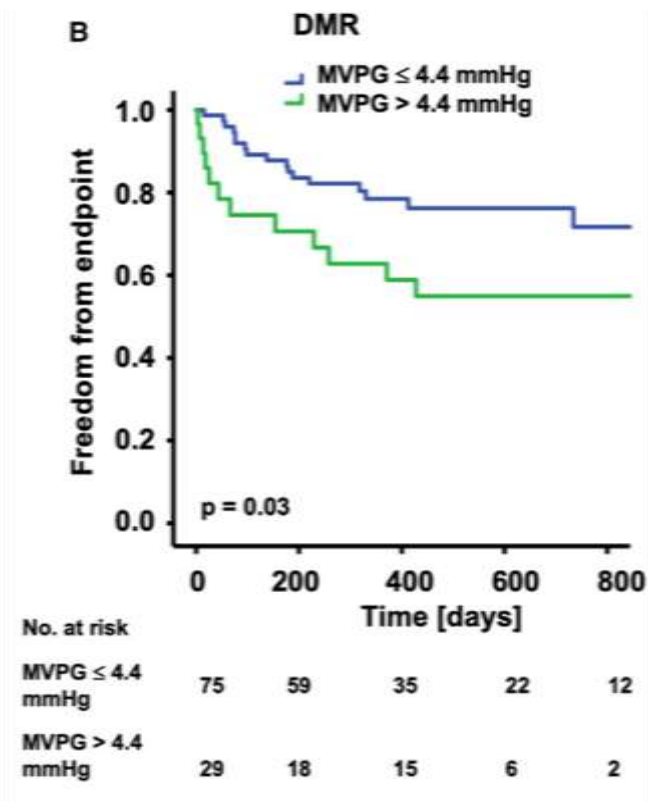 B
DMR
MVPG ≤ 4.4 mmHg
MVPG > 4.4 mmHg
Freedom from endpoint
1.0
0.8
0.6
0.4
0.2
0.0
p = 0.03
0 200 400 600 800
Time [days]
No. at risk
MVPG ≤ 4.4
mmHg
75 59 35 22 12
MVPG > 4.4
mmHg
29 18 15 6 2